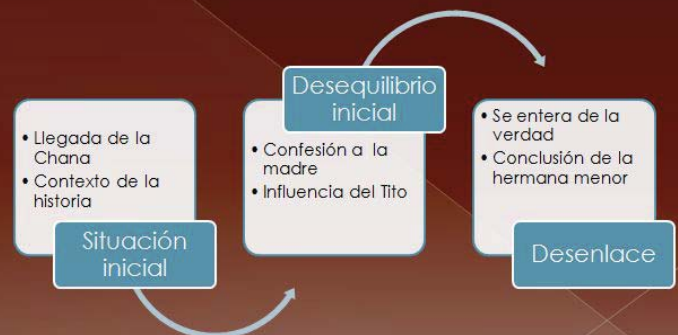 • Llegada de la
Chana
• Contexto de la
historia
Situación
inicial
Desequilibrio
inicial
• Confesión a la
madre
• Influencia del Tito
• Se entera de la
verdad
• Conclusión de la
hermana menor
Desenlace